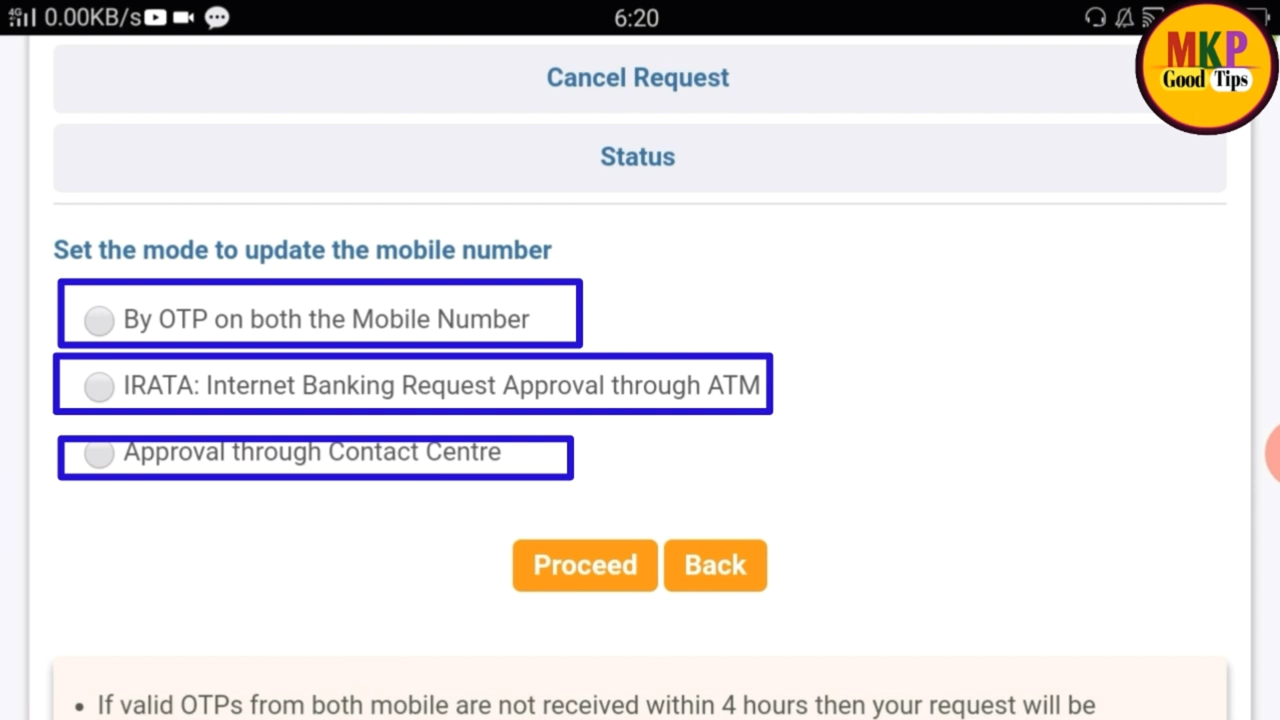 4G 0.00KB/s 6:20
MKP
Good Tips
Cancel Request
Status
Set the mode to update the mobile number
By OTP on both the Mobile Number
IRATA: Internet Banking Request Approval through ATM
Approval through Contact Centre
Proceed Back
• If valid OTPs from both mobile are not received within 4 hours then your request will be